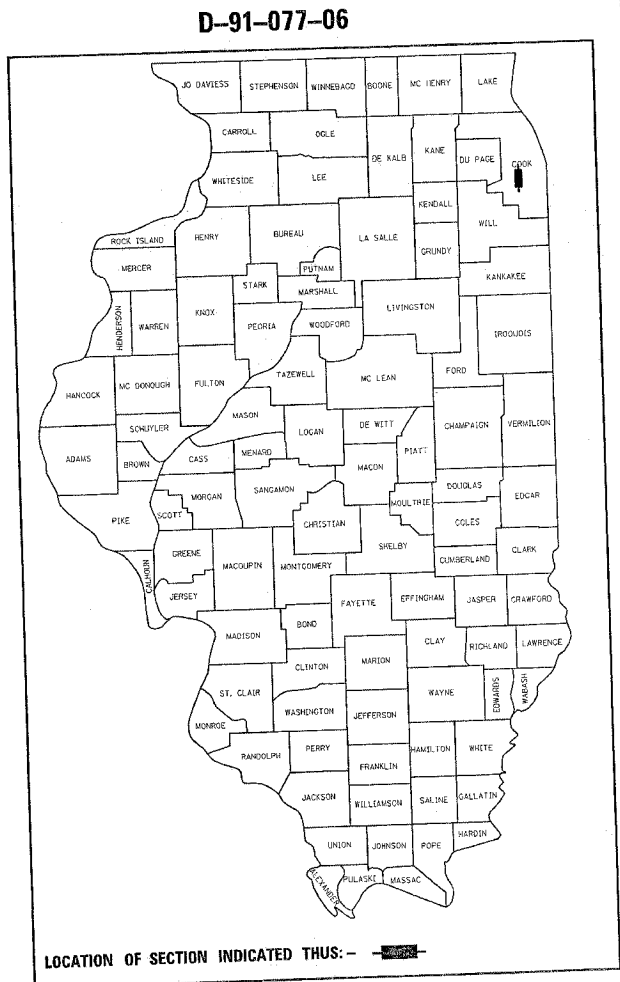 D-91-077-06
JO DAVIESS STEPHENSON WINNEBAGO BOONE MC HENRY LAKE
CARROLL OGLE DE KALB KANE DU PAGE COOK
WHITESIDE LEE
KENDALL
ROCK ISLAND HENRY BUREAU LA SALLE WILL
GRUNDY
MERCER PUTNAM
STARK KANKAKEE
MARSHALL
HENDERSON WARREN KNOX PEORIA WOODFORD LIVINGSTON IROQUOIS
TAZEWELL MC LEAN FORD
HANCOCK MC DONOUGH FULTON
MASON
SCHUYLER LOGAN DE WITT CHAMPAIGN VERMILION
ADAMS BROWN CASS MENARD MACON PIATT
DOUGLAS
MORGAN SANGAMON MOULTRIE EDGAR
PIKE SCOTT CHRISTIAN COLES
SHELBY
GREENE MACOUPIN MONTGOMERY CUMBERLAND CLARK
CALHOUN JERSEY FAYETTE EFFINGHAM JASPER CRAWFORD
MADISON BOND
CLAY RICHLAND LAWRENCE
CLINTON MARION
ST. CLAIR WAYNE EDWARDS WABASH
WASHINGTON JEFFERSON
MONROE
RANDOLPH PERRY HAMILTON WHITE
FRANKLIN
JACKSON WILLIAMSON SALINE GALLATIN
UNION JOHNSON POPE HARDIN
ALEXANDER PULASKI MASSAC
LOCATION OF SECTION INDICATED THUS:-